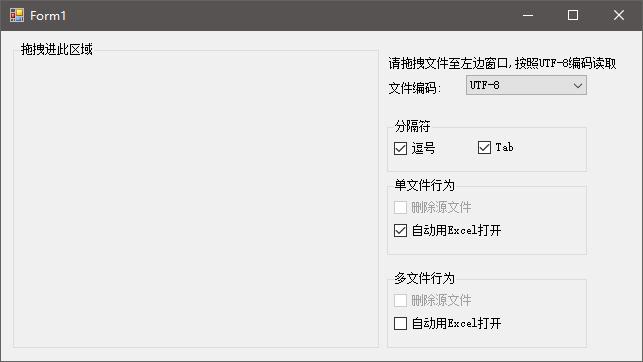 Form1
拖拽进此区域
请拖拽文件至左边窗口,按照UTF-8编码读取
文件编码:
UTF-8
分隔符
逗号
Tab
单文件行为
删除源文件
自动用Excel打开
多文件行为
删除源文件
自动用Excel打开